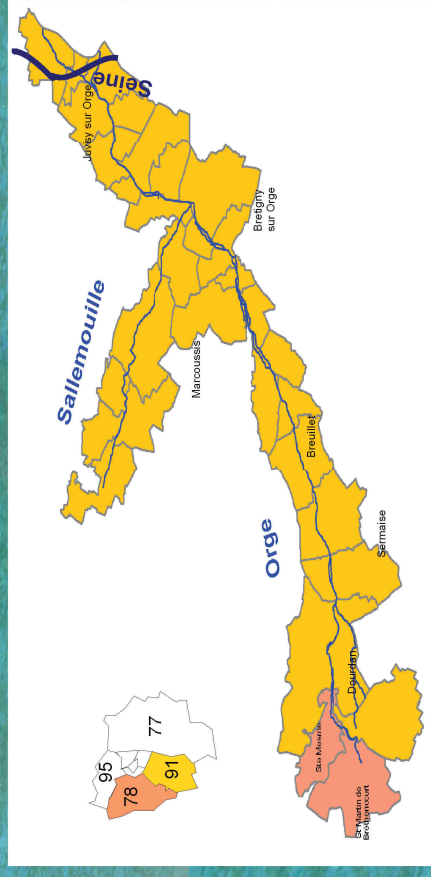 Seine
Juvisy sur Orge
Bretigny
sur Orge
Sallemouille
Marcoussis
Breuillet
Orge
Sermaise
Dourdan
Ste Mesme
St Martin de
Bréthencourt
95
77
78
91